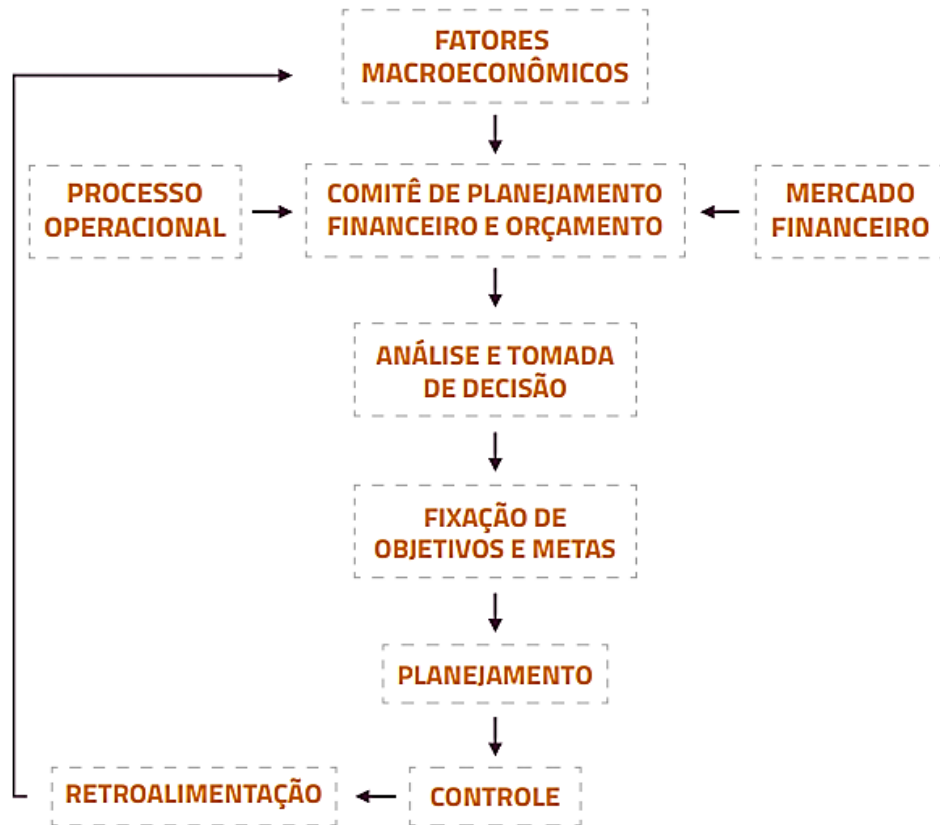 FATORES
MACROECONÔMICOS
PROCESSO
OPERACIONAL
COMITÊ DE PLANEJAMENTO
FINANCEIRO E ORÇAMENTO
MERCADO
FINANCEIRO
ANÁLISE E TOMADA
DE DECISÃO
FIXAÇÃO DE
OBJETIVOS E METAS
PLANEJAMENTO
RETROALIMENTAÇÃO
CONTROLE